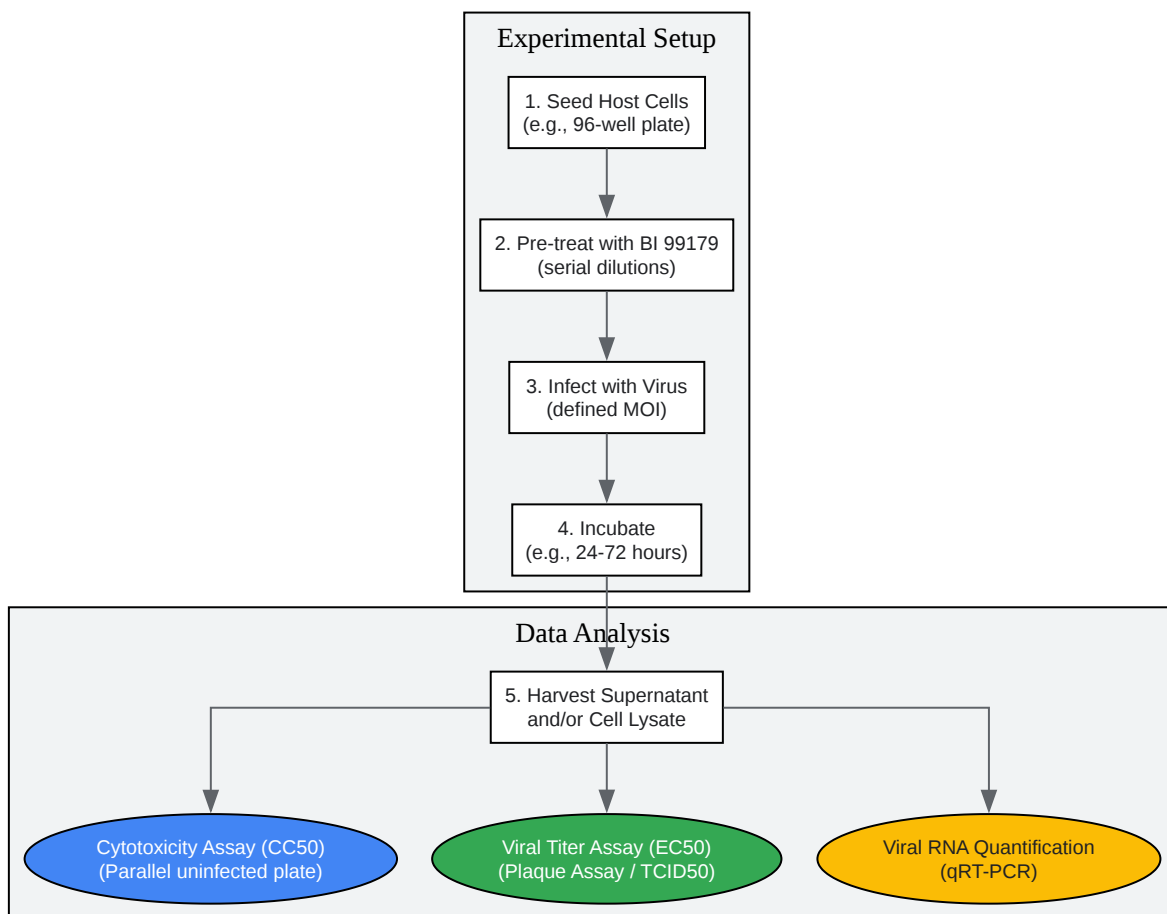 Experimental Setup
1. Seed Host Cells
(e.g., 96-well plate)
2. Pre-treat with BI 99179
(serial dilutions)
3. Infect with Virus
(defined MOI)
4. Incubate
(e.g., 24-72 hours)
Data Analysis
5. Harvest Supernatant
and/or Cell Lysate
Cytotoxicity Assay (CC50)
(Parallel uninfected plate)
Viral Titer Assay (EC50)
(Plaque Assay / TCID50)
Viral RNA Quantification
(qRT-PCR)